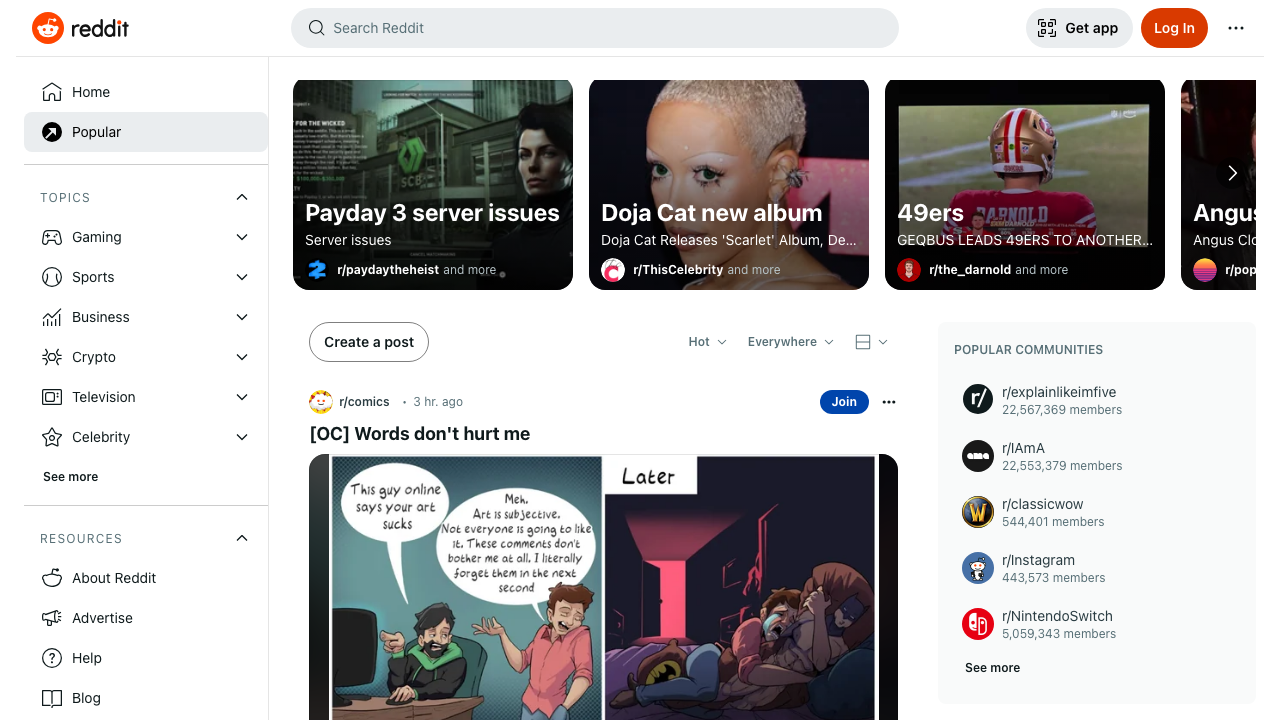 reddit
Search Reddit
Get app
Log In
Home
Popular
TOPICS
Gaming
Sports
Business
Crypto
Television
Celebrity
See more
RESOURCES
About Reddit
Advertise
Help
Blog
FOR THE WICKED
Payday 3 server issues
Server issues
r/paydaytheheist and more
Doja Cat new album
Doja Cat Releases 'Scarlet' Album, De...
r/ThisCelebrity and more
DARNOLD
49ers
GEQBUS LEADS 49ERS TO ANOTHER...
r/the_darnold and more
Angus
Angus Clo
r/pop
Create a post
Hot
Everywhere
r/comics • 3 hr. ago
Join
[OC] Words don't hurt me
This guy online
says your art
sucks
Meh.
Art is subjective.
Not everyone is going to like
it. These comments don't
bother me at all. I literally
forget them in the next
second
Later
POPULAR COMMUNITIES
r/explainlikeimfive
22,567,369 members
r/IAmA
22,553,379 members
r/classicwow
544,401 members
r/Instagram
443,573 members
r/NintendoSwitch
5,059,343 members
See more